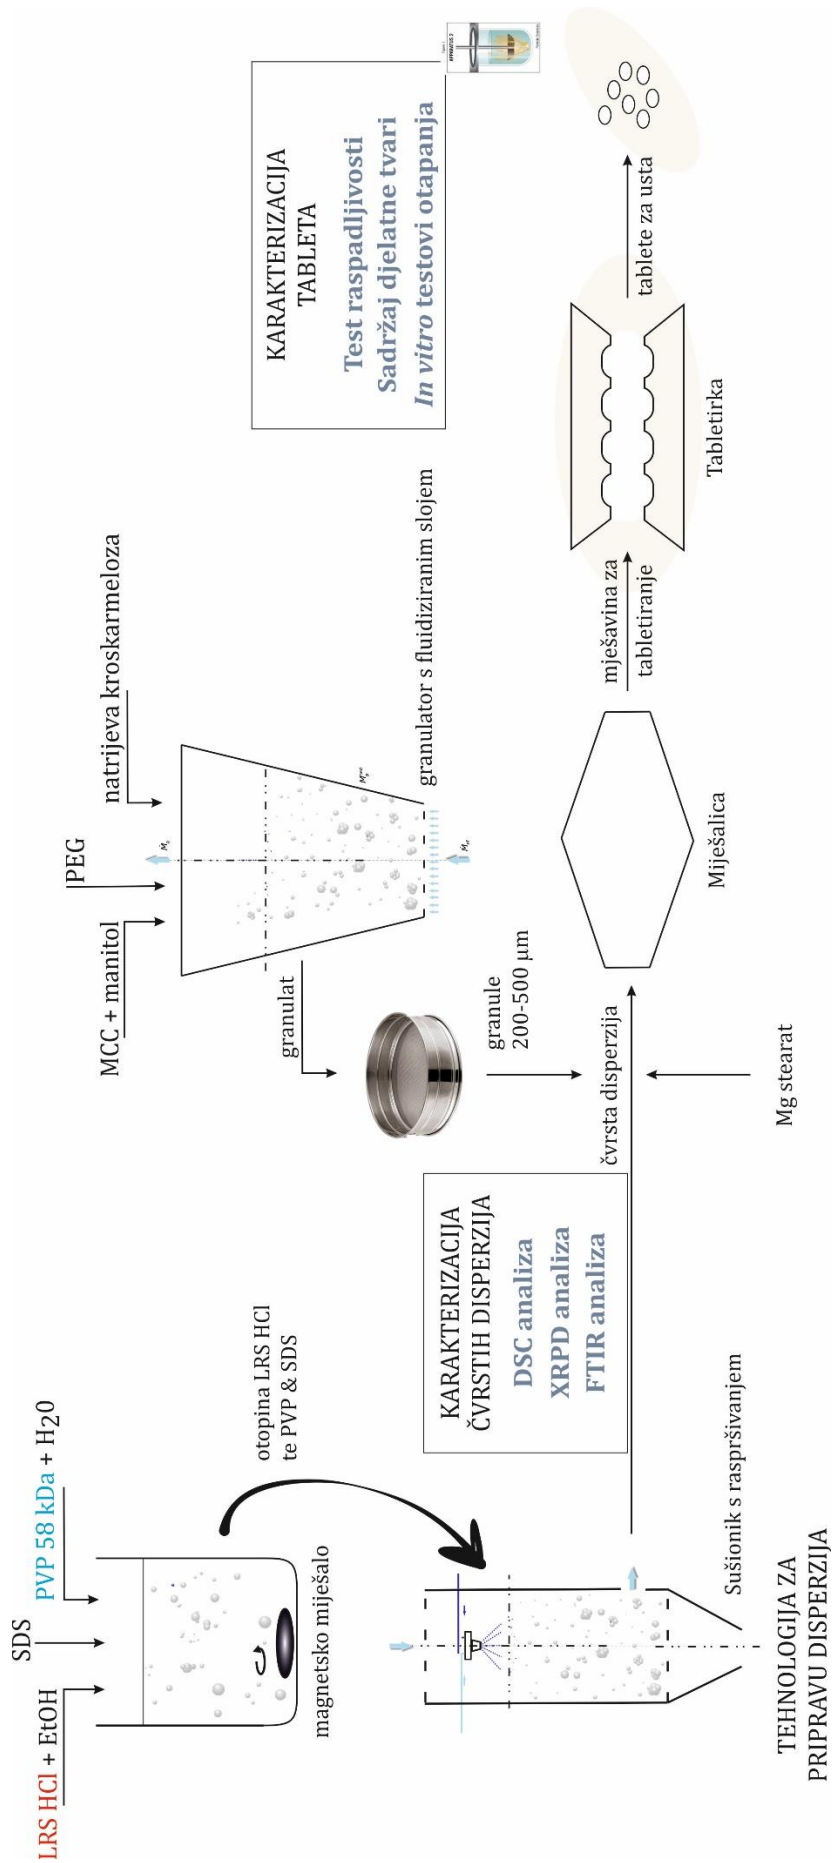 LRS HCl + EtOH
SDS
PVP 58 kDa + H20
magnetsko miješalo
otopina LRS HCl
te PVP & SDS
Sušionik s raspršivanjem
TEHNOLOGIJA ZA
PRIPRAVU DISPERZIJA
KARAKTERIZACIJA
ČVRSTIH DISPERZIJA
DSC analiza
XRPD analiza
FTIR analiza
čvrsta disperzija
Mg stearat
MCC + manitol
PEG
natrijeva kroskarmeloza
granulator s fluidiziranim slojem
granulat
granule
200-500 µm
Miješalica
mješavina za
tabletiranje
Tabletirka
tablete za usta
KARAKTERIZACIJA
TABLETA
Test raspadljivosti
Sadržaj djelatne tvari
In vitro testovi otapanja
APPARATUS 2